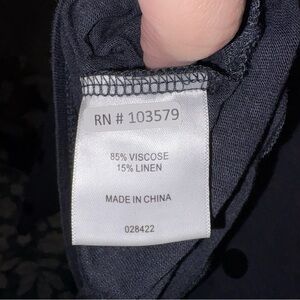 RN # 103579
85% VISCOSE
15% LINEN
MADE IN CHINA
028422